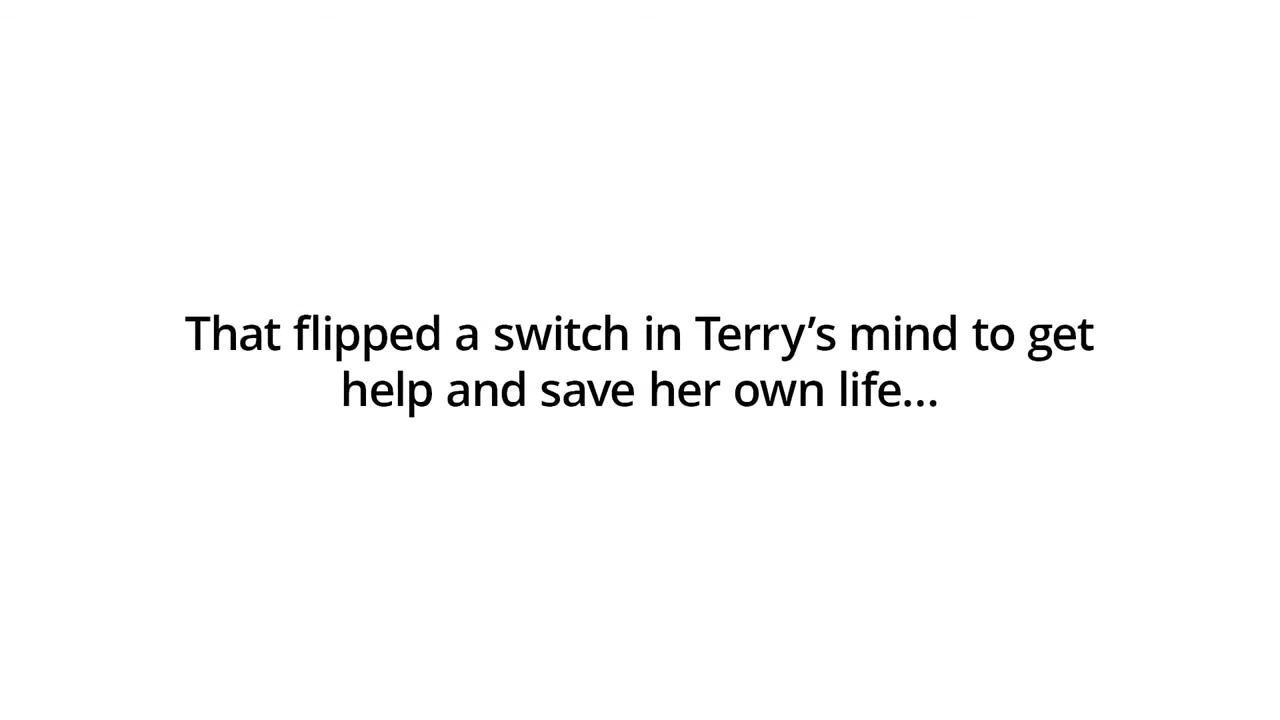 That flipped a switch in Terry’s mind to get
help and save her own life...